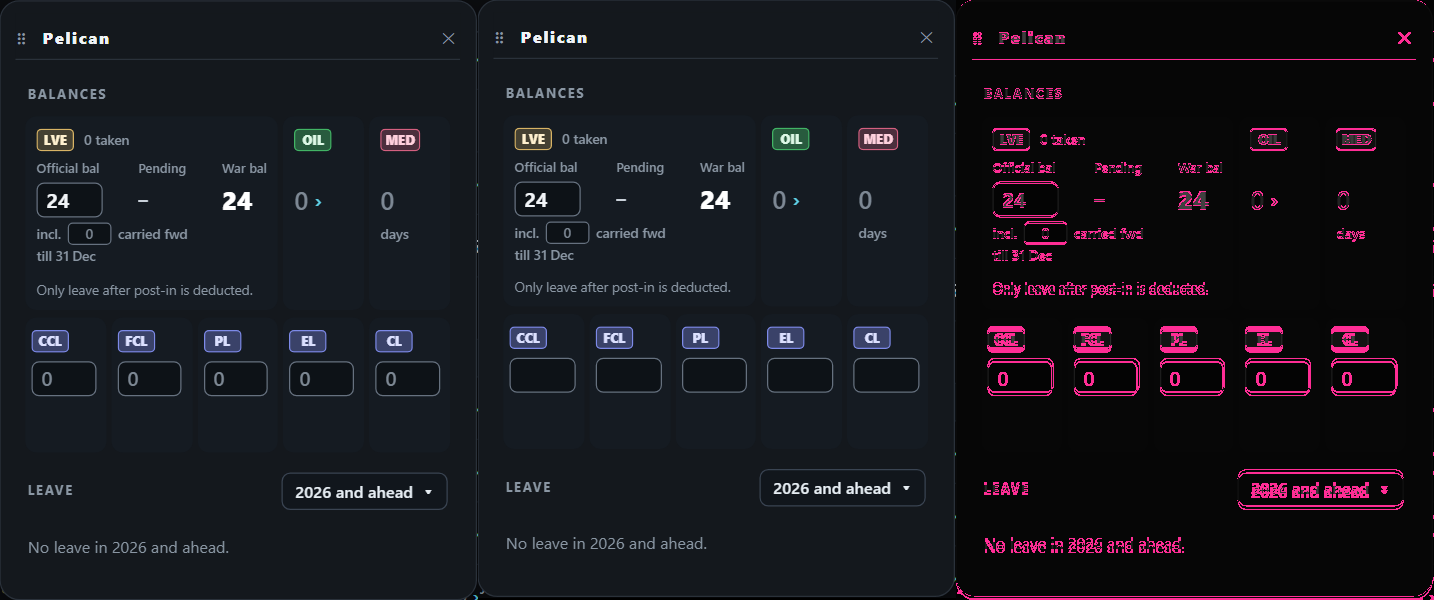 Pelican
BALANCES
LVE 0 taken OIL MED
Official bal Pending War bal
24 – 24 0 › 0
incl. 0 carried fwd days
till 31 Dec
Only leave after post-in is deducted.
CCL FCL PL EL CL
0 0 0 0 0
LEAVE 2026 and ahead
No leave in 2026 and ahead.
Pelican
BALANCES
LVE 0 taken OIL MED
Official bal Pending War bal
24 – 24 0 › 0
incl. 0 carried fwd days
till 31 Dec
Only leave after post-in is deducted.
CCL FCL PL EL CL
LEAVE 2026 and ahead
No leave in 2026 and ahead.
Pelican
BALANCES
LVE 0 taken OIL MED
Official bal Pending War bal
24 – 24 0 › 0
incl. 0 carried fwd days
till 31 Dec
Only leave after post-in is deducted.
CCL FCL PL EL CL
0 0 0 0 0
LEAVE 2026 and ahead
No leave in 2026 and ahead.